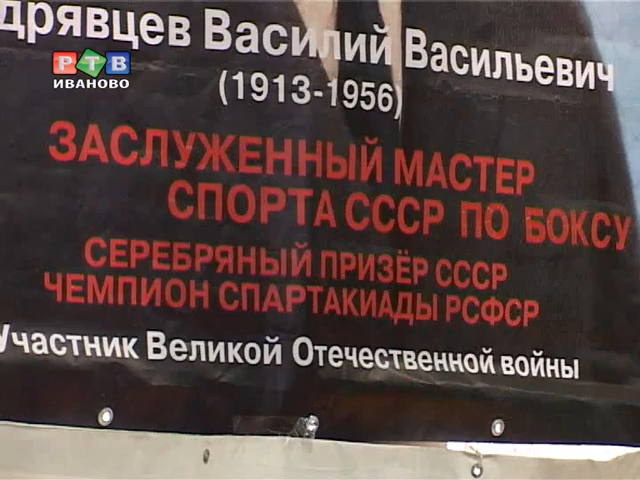 дрявцев Василий Васильевич
РТВ
ИВАНОВО
(1913-1956)
ЗАСЛУЖЕННЫЙ МАСТЕР
СПОРТА СССР ПО БОКСУ
СЕРЕБРЯНЫЙ ПРИЗЁР СССР
ЧЕМПИОН СПАРТАКИАДЫ РСФСР
Участник Великой Отечественной войны